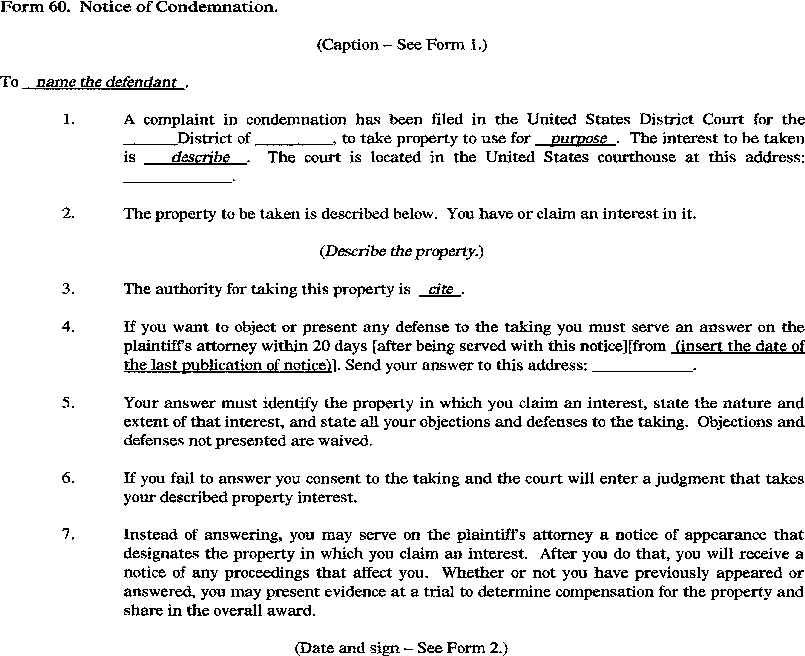 Form 60. Notice of Condemnation.
(Caption – See Form 1.)
To name the defendant.
1. A complaint in condemnation has been filed in the United States District Court for the
______District of _________, to take property to use for purpose. The interest to be taken
is describe. The court is located in the United States courthouse at this address:
____________.
2. The property to be taken is described below. You have or claim an interest in it.
(Describe the property.)
3. The authority for taking this property is cite.
4. If you want to object or present any defense to the taking you must serve an answer on the
plaintiff's attorney within 20 days [after being served with this notice][from (insert the date of
the last publication of notice)]. Send your answer to this address: ____________.
5. Your answer must identify the property in which you claim an interest, state the nature and
extent of that interest, and state all your objections and defenses to the taking. Objections and
defenses not presented are waived.
6. If you fail to answer you consent to the taking and the court will enter a judgment that takes
your described property interest.
7. Instead of answering, you may serve on the plaintiff's attorney a notice of appearance that
designates the property in which you claim an interest. After you do that, you will receive a
notice of any proceedings that affect you. Whether or not you have previously appeared or
answered, you may present evidence at a trial to determine compensation for the property and
share in the overall award.
(Date and sign – See Form 2.)